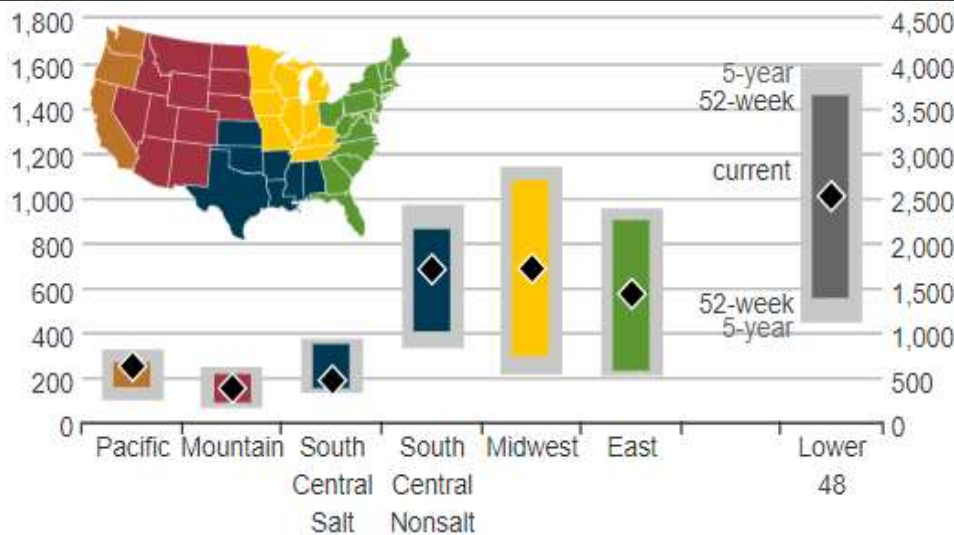 1,800
1,600
1,400
1,200
1,000
800
600
400
200
0
4,500
4,000
3,500
3,000
2,500
2,000
1,500
1,000
500
0
5-year
52-week
current
52-week
5-year
Pacific
Mountain
South
Central
Salt
South
Central
Nonsalt
Midwest
East
Lower
48